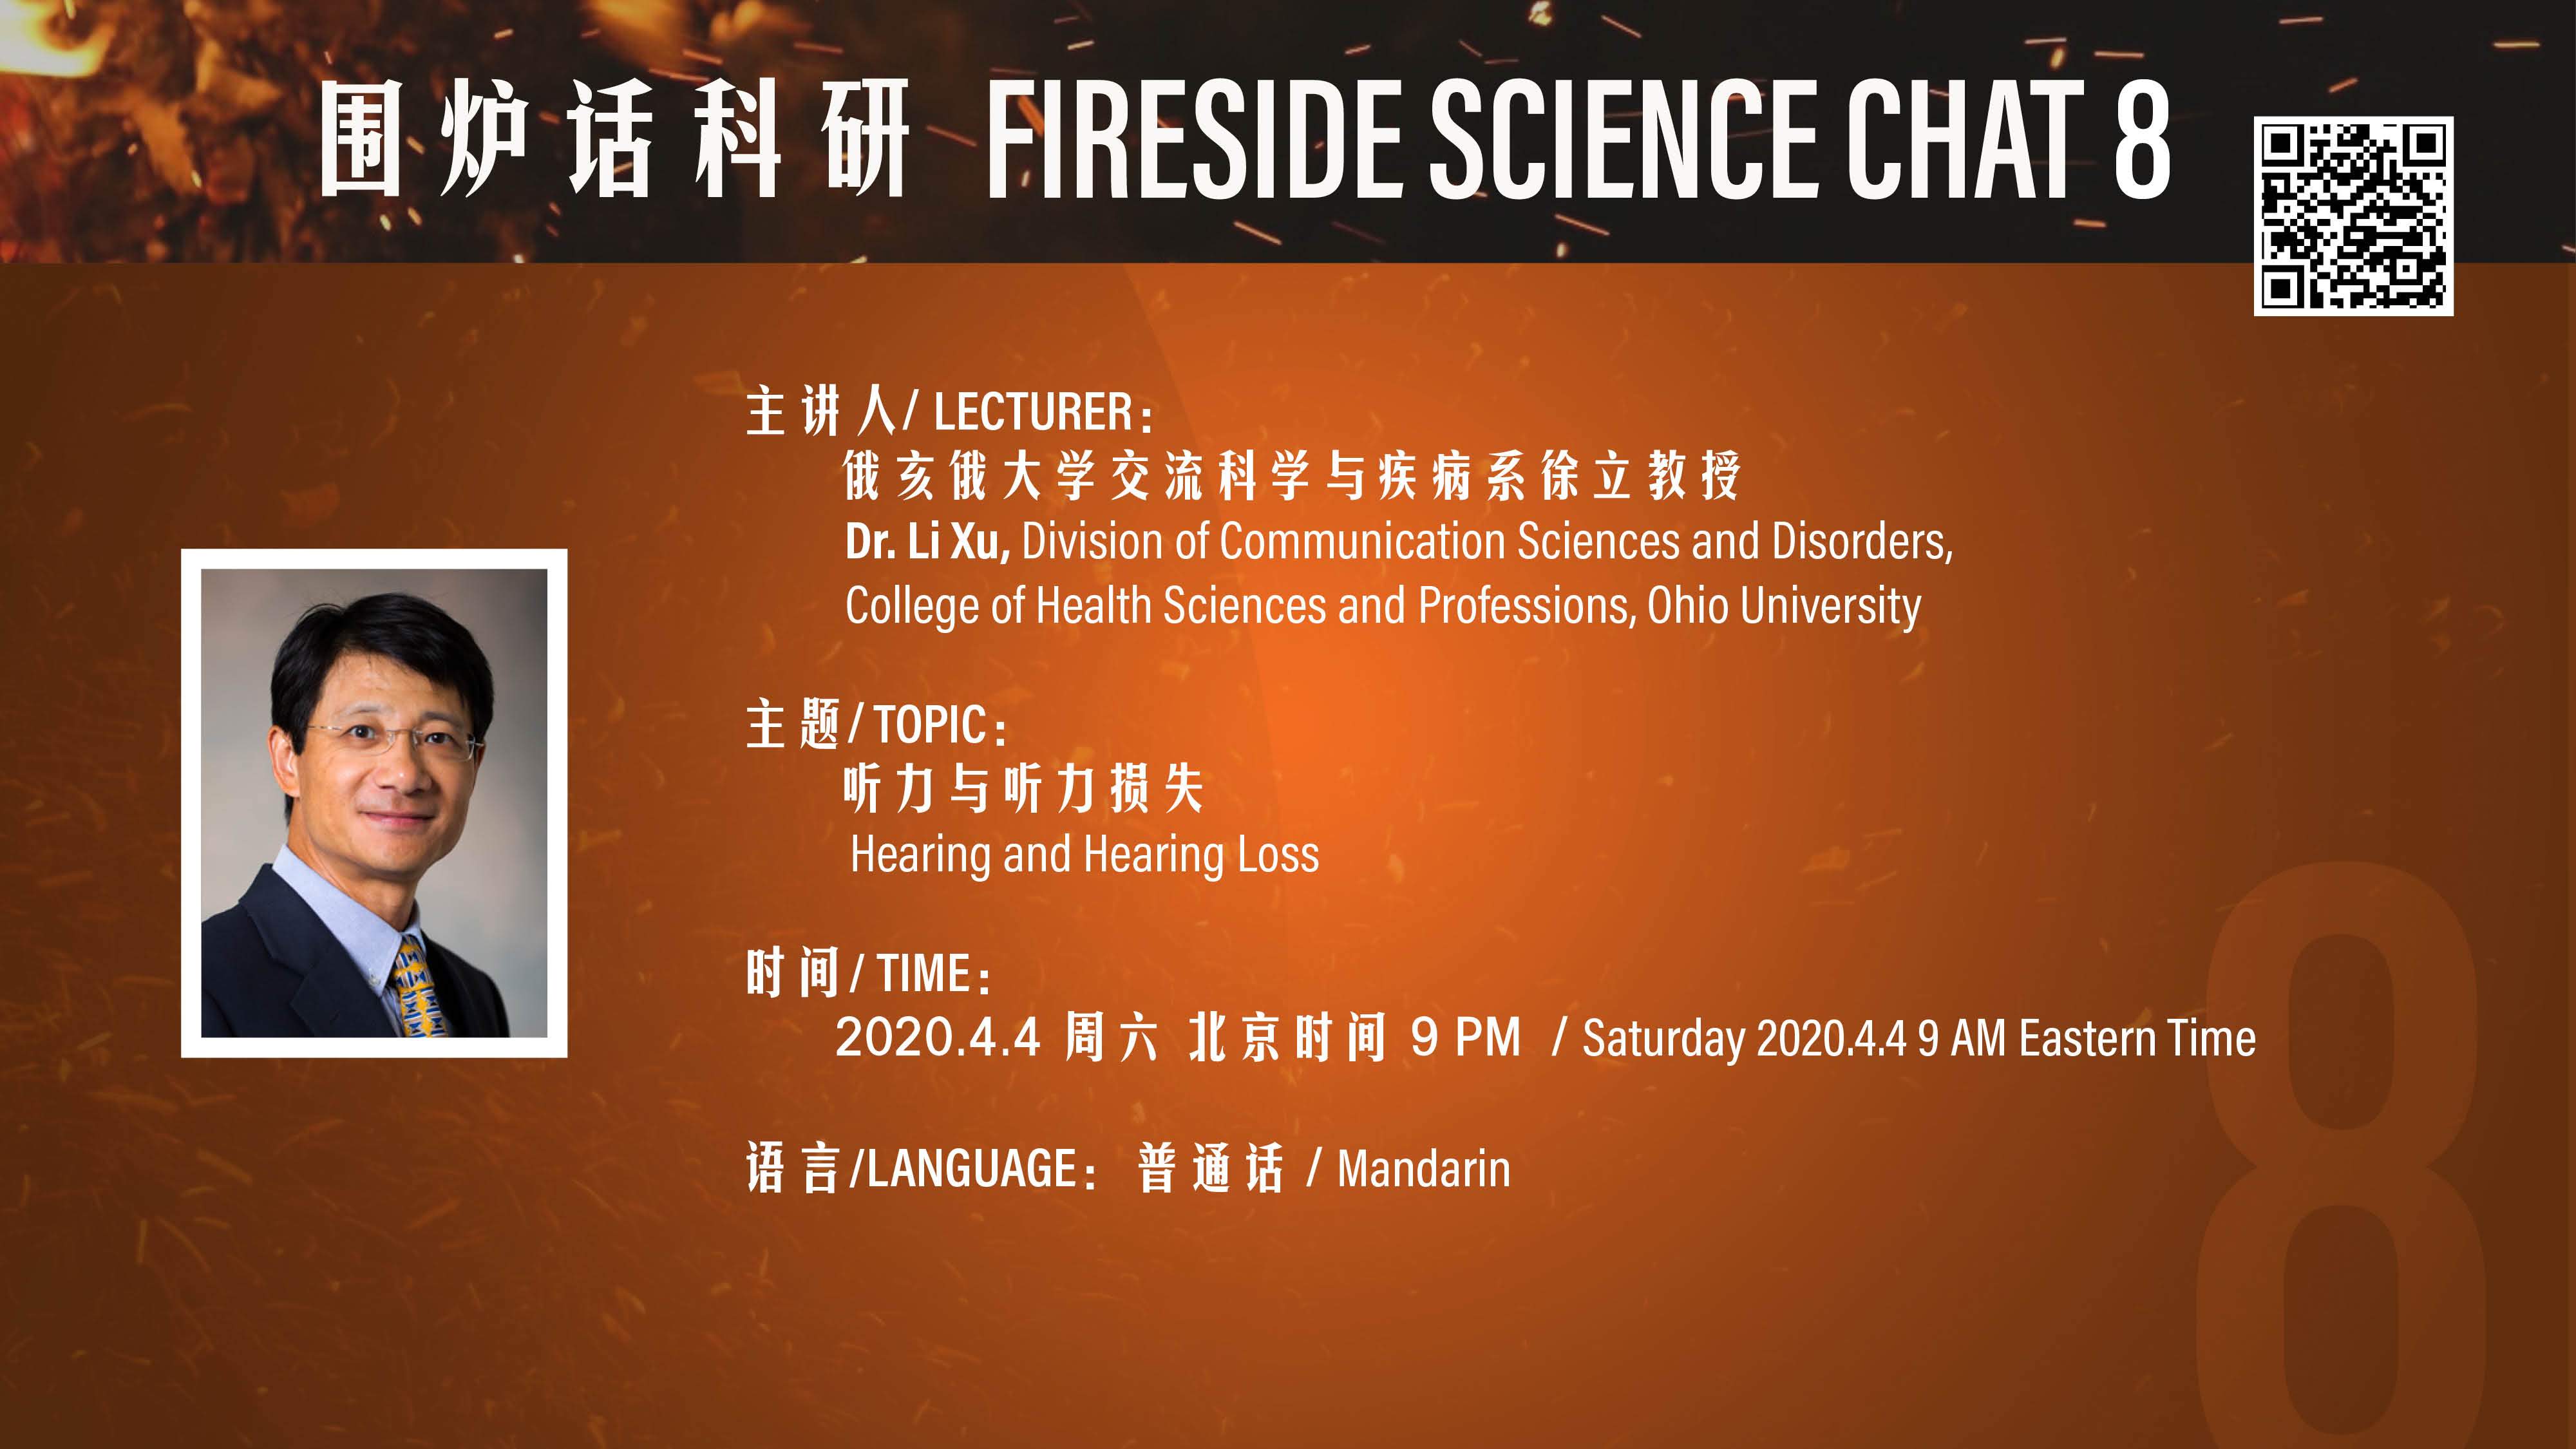 围炉话科研 FIRESIDE SCIENCE CHAT 8
主讲人/ LECTURER：
俄亥俄大学交流科学与疾病系徐立教授
Dr. Li Xu, Division of Communication Sciences and Disorders,
College of Health Sciences and Professions, Ohio University
主题/ TOPIC：
听力与听力损失
Hearing and Hearing Loss
时间/ TIME：
2020.4.4 周六 北京时间 9 PM / Saturday 2020.4.4 9 AM Eastern Time
语言/LANGUAGE： 普通话 / Mandarin
8